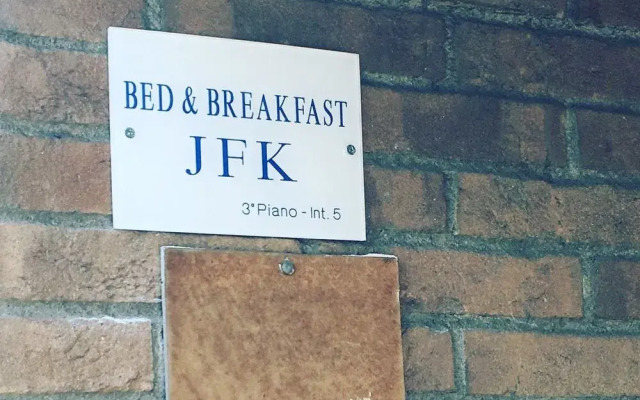 BED & BREAKFAST
JFK
3° Piano - Int. 5